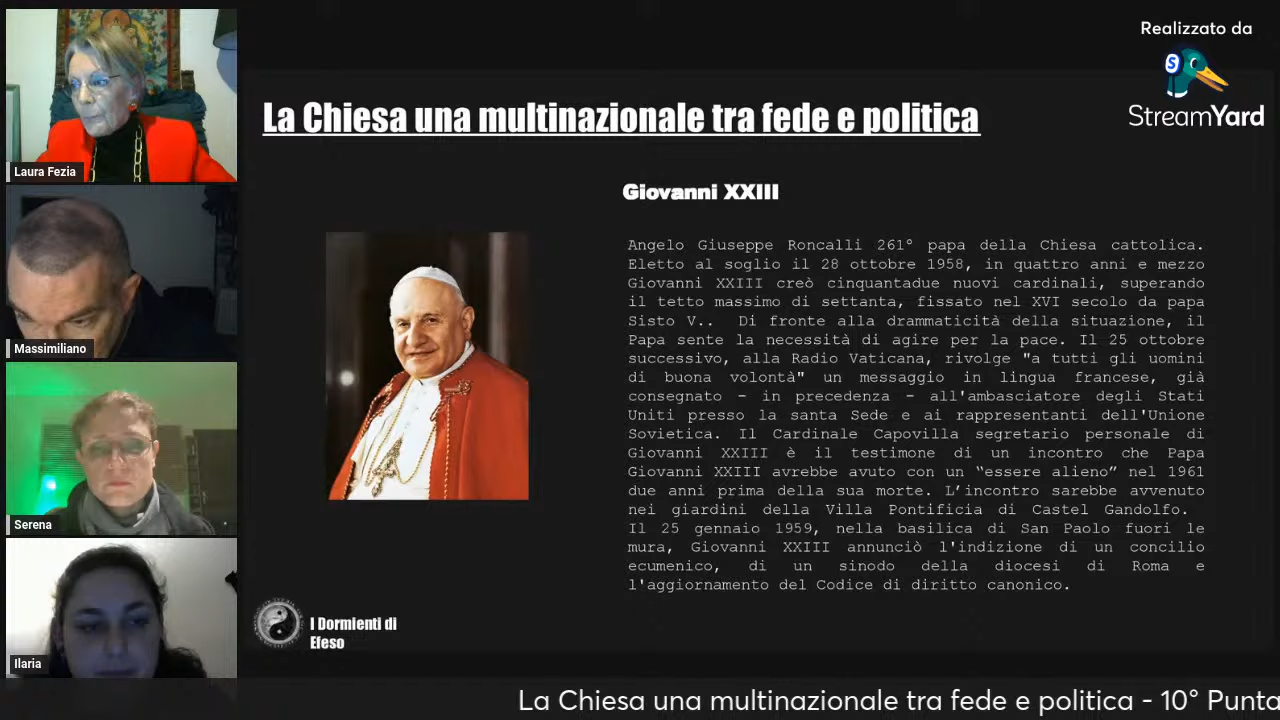 Realizzato da
S
StreamYard
La Chiesa una multinazionale tra fede e politica
Giovanni XXIII
Angelo Giuseppe Roncalli 261° papa della Chiesa cattolica.
Eletto al soglio il 28 ottobre 1958, in quattro anni e mezzo
Giovanni XXIII creò cinquantadue nuovi cardinali, superando
il tetto massimo di settanta, fissato nel XVI secolo da papa
Sisto V.. Di fronte alla drammaticità della situazione, il
Papa sente la necessità di agire per la pace. Il 25 ottobre
successivo, alla Radio Vaticana, rivolge "a tutti gli uomini
di buona volontà" un messaggio in lingua francese, già
consegnato - in precedenza - all'ambasciatore degli Stati
Uniti presso la santa Sede e ai rappresentanti dell'Unione
Sovietica. Il Cardinale Capovilla segretario personale di
Giovanni XXIII è il testimone di un incontro che Papa
Giovanni XXIII avrebbe avuto con un “essere alieno” nel 1961
due anni prima della sua morte. L’incontro sarebbe avvenuto
nei giardini della Villa Pontificia di Castel Gandolfo.
Il 25 gennaio 1959, nella basilica di San Paolo fuori le
mura, Giovanni XXIII annunciò l'indizione di un concilio
ecumenico, di un sinodo della diocesi di Roma e
l'aggiornamento del Codice di diritto canonico.
Laura Fezia
Massimiliano
Serena
Ilaria
I Dormienti di
Efeso
La Chiesa una multinazionale tra fede e politica - 10° Punto